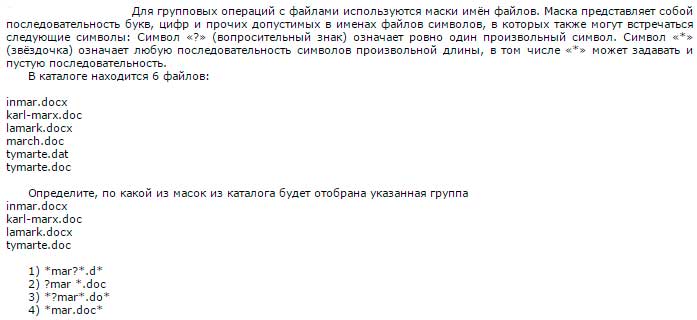 Для групповых операций с файлами используются маски имён файлов. Маска представляет собой
последовательность букв, цифр и прочих допустимых в именах файлов символов, в которых также могут встречаться
следующие символы: Символ «?» (вопросительный знак) означает ровно один произвольный символ. Символ «*»
(звёздочка) означает любую последовательность символов произвольной длины, в том числе «*» может задавать и
пустую последовательность.
В каталоге находится 6 файлов:
inmar.docx
karl-marx.doc
lamark.docx
march.doc
tymarte.dat
tymarte.doc
Определите, по какой из масок из каталога будет отобрана указанная группа
inmar.docx
karl-marx.doc
lamark.docx
tymarte.doc
1) *mar?*.d*
2) ?mar *.doc
3) *?mar*.do*
4) *mar.doc*